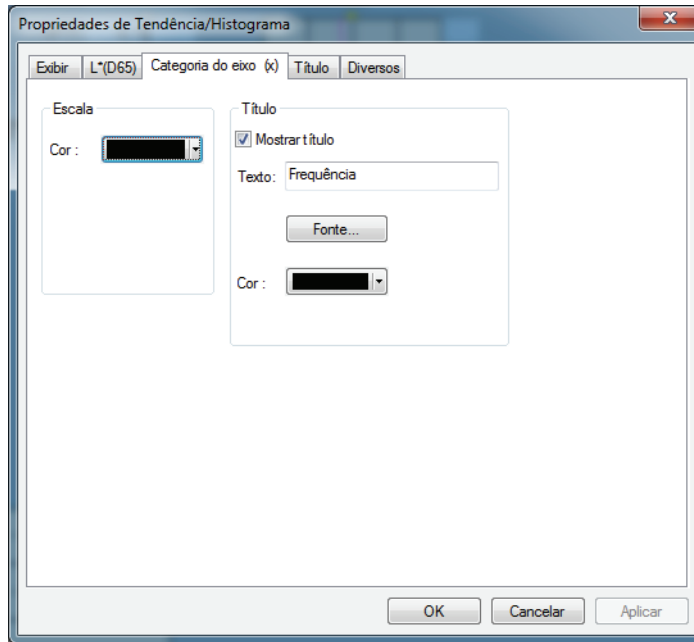 Propriedades de Tendência/Histograma
Exibir L*(D65) Categoria do eixo (x) Título Diversos
Escala
Cor :
Título
Mostrar título
Texto: Frequência
Fonte...
Cor :
OK Cancelar Aplicar